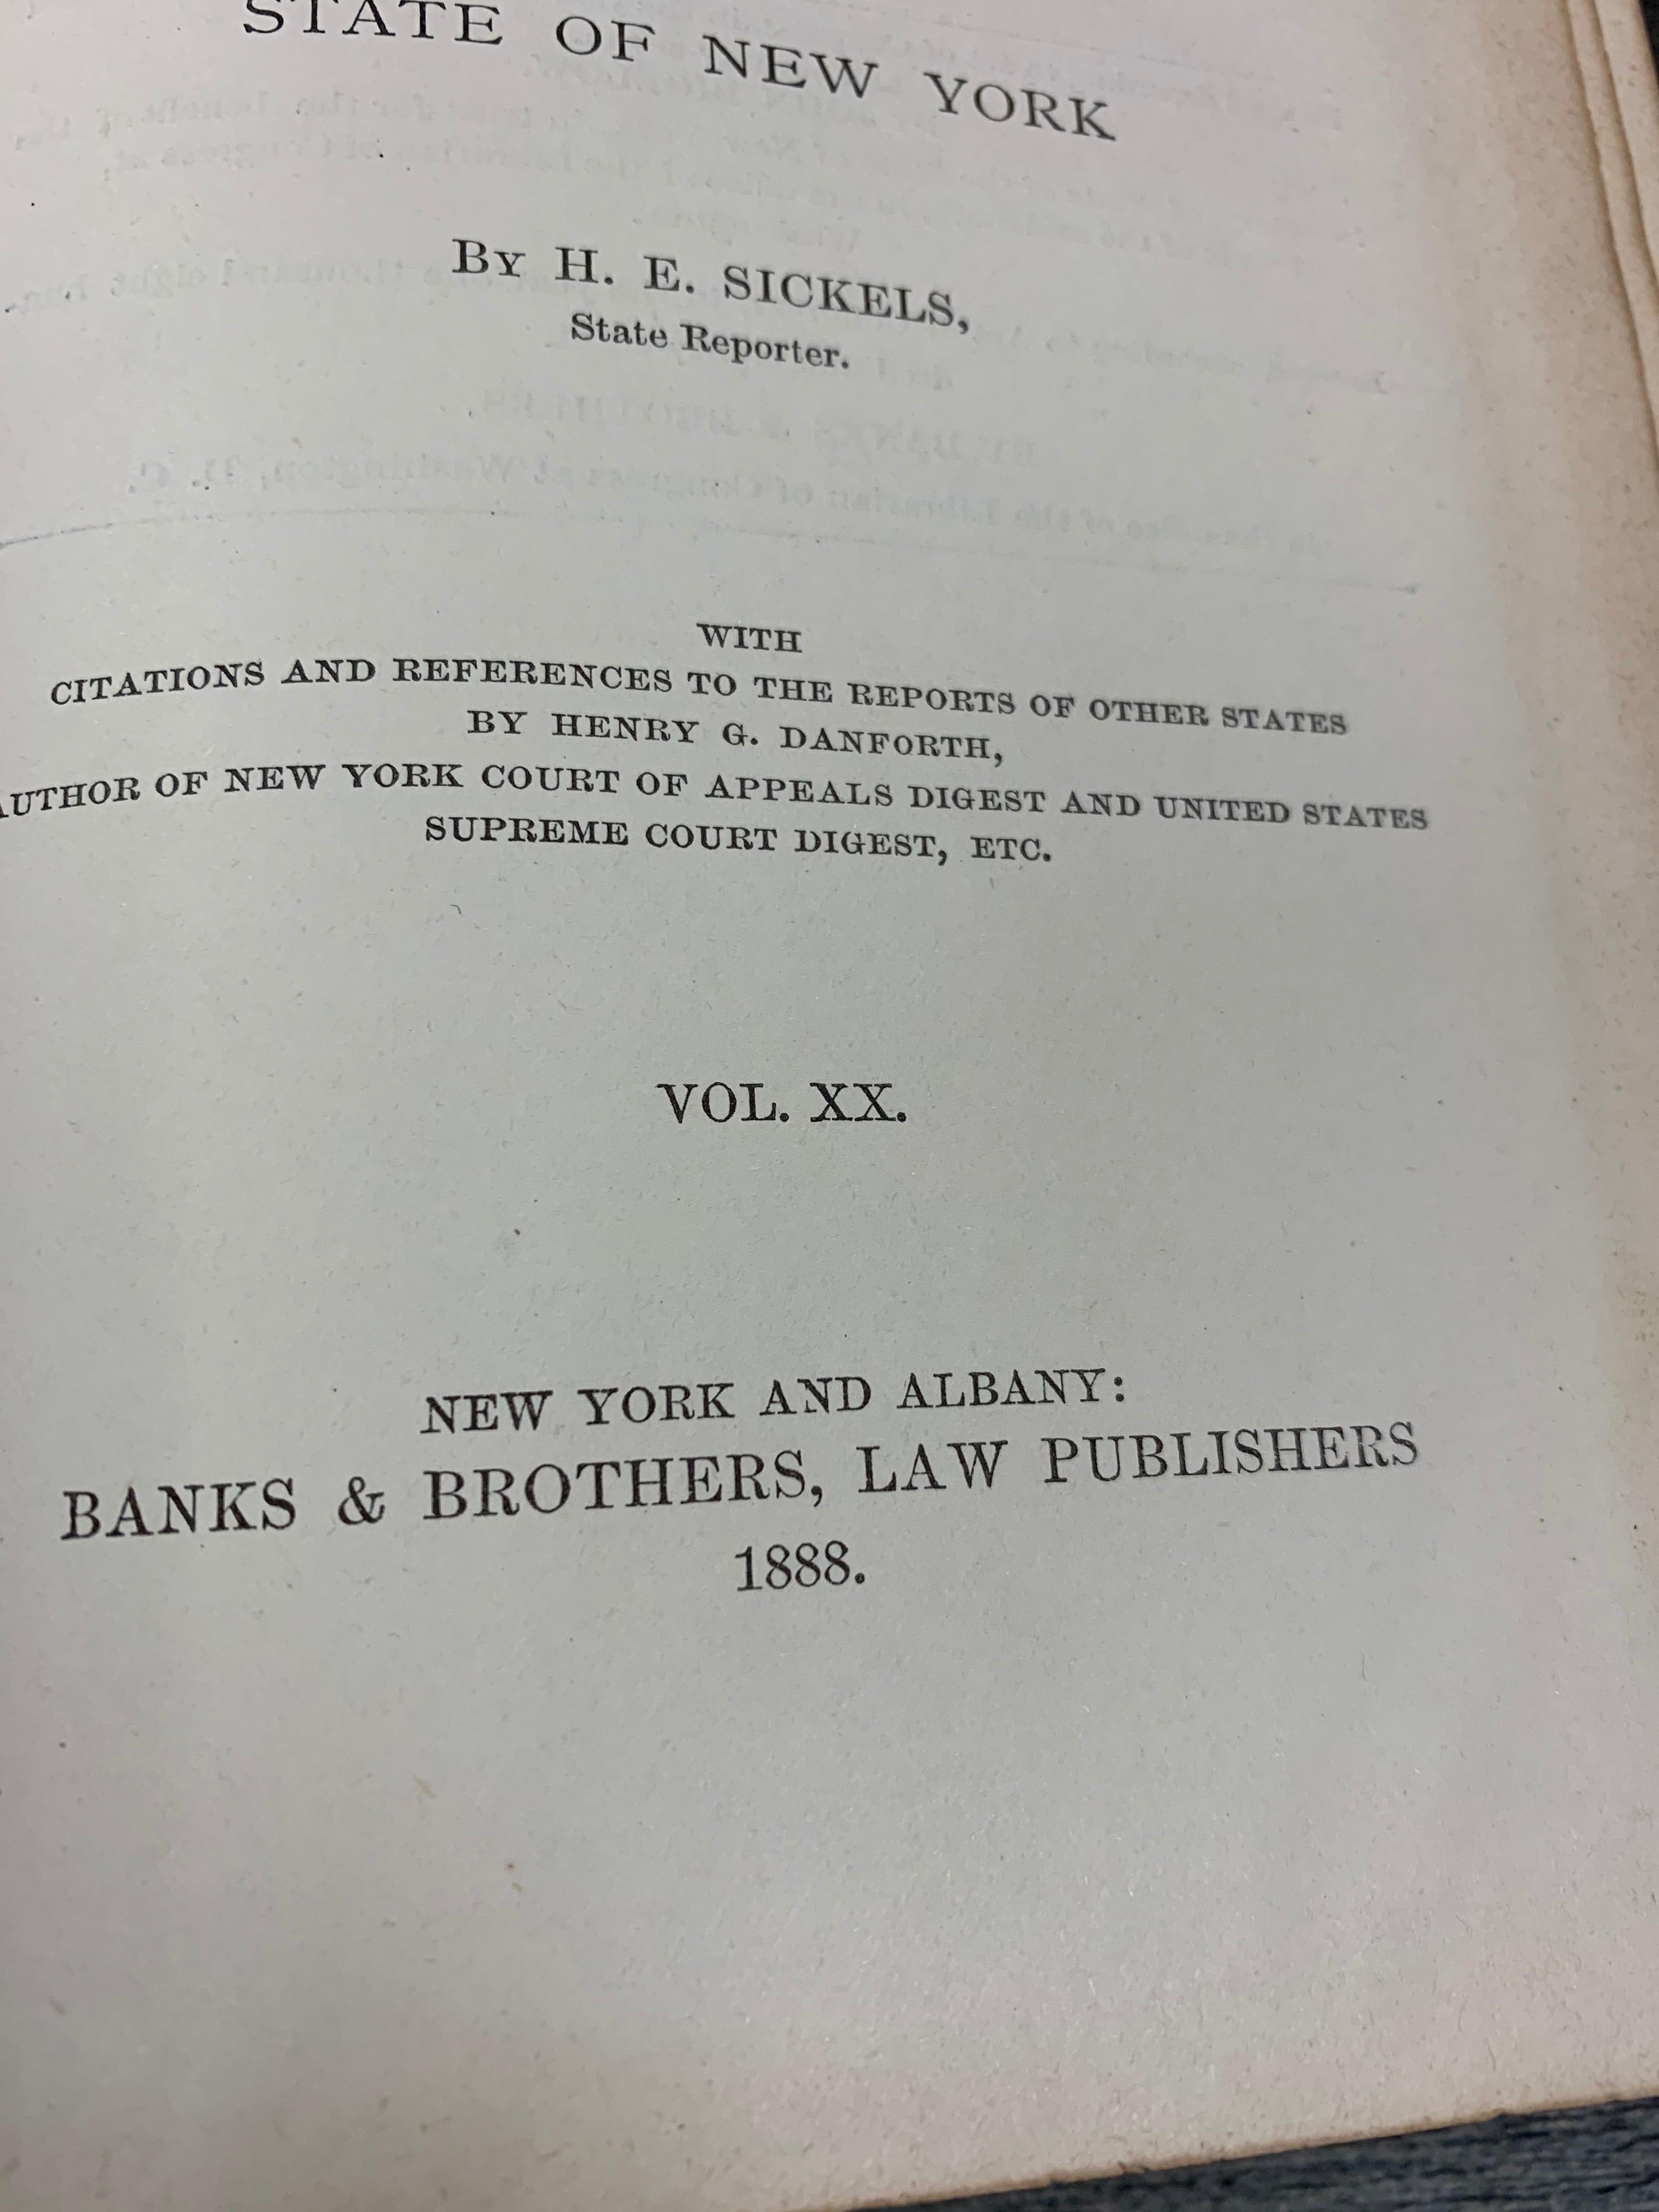 STATE OF NEW YORK
By H. E. SICKELS,
State Reporter.
WITH
CITATIONS AND REFERENCES TO THE REPORTS OF OTHER STATES
BY HENRY G. DANFORTH,
AUTHOR OF NEW YORK COURT OF APPEALS DIGEST AND UNITED STATES
SUPREME COURT DIGEST, ETC.
VOL. XX.
NEW YORK AND ALBANY:
BANKS & BROTHERS, LAW PUBLISHERS
1888.